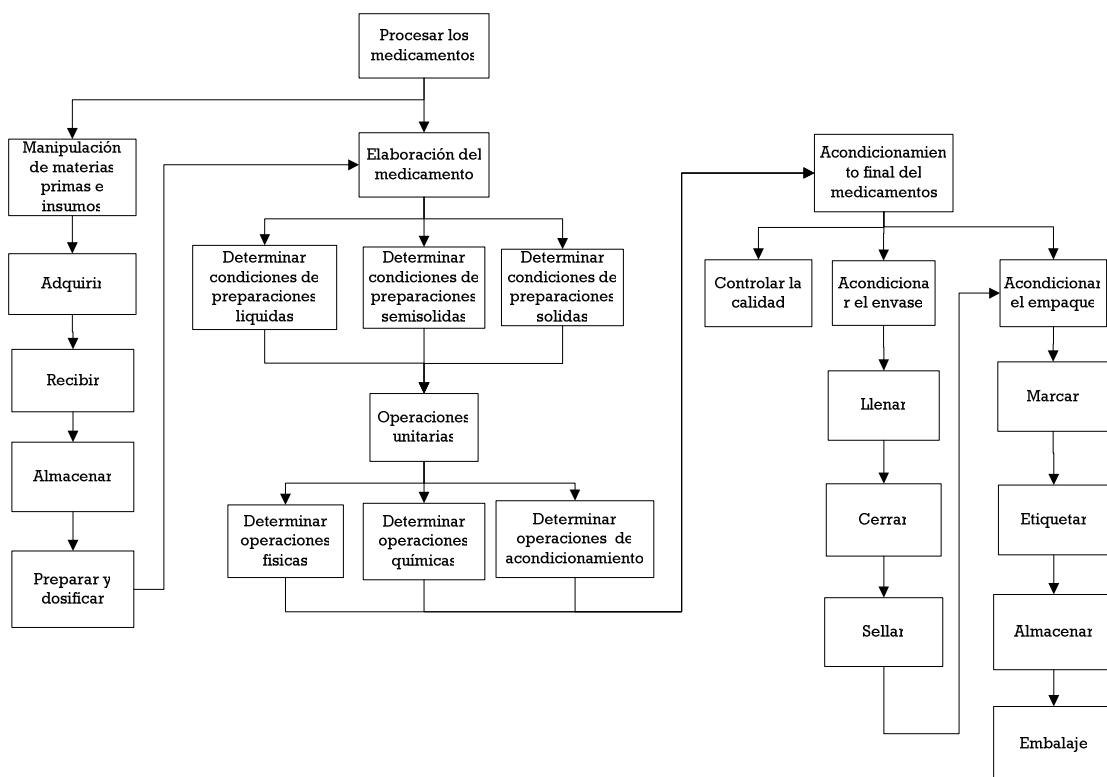 Procesar los
medicamentos
Manipulación
de materias
primas e
insumos
Adquirir
Recibir
Almacenar
Preparar y
dosificar
Elaboración del
medicamento
Determinar
condiciones de
preparaciones
liquidas
Determinar
condiciones de
preparaciones
semisolidas
Determinar
condiciones de
preparaciones
solidas
Operaciones
unitarias
Determinar
operaciones
fisicas
Determinar
operaciones
químicas
Determinar
operaciones de
acondicionamiento
Acondicionamien
to final del
medicamentos
Controlar la
calidad
Acondiciona
r el envase
Llenar
Cerrar
Sellar
Acondicionar
el empaque
Marcar
Etiquetar
Almacenar
Embalaje